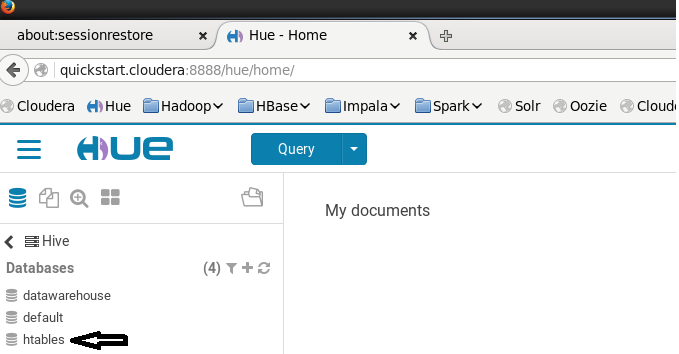 about:sessionrestore × Hue - Home ×
quickstart.cloudera:8888/hue/home/
Cloudera Hue Hadoop HBase Impala Spark Solr Oozie Cloud
HUE Query
My documents
Hive
Databases (4)
datawarehouse
default
htables